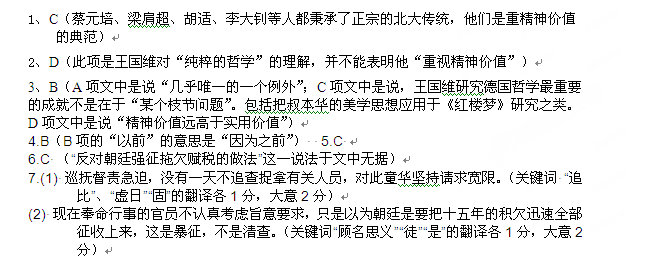 1、C（蔡元培、梁启超、胡适、李大钊等人都秉承了正宗的北大传统，他们是重精神价值
的典范）
2、D（此项是王国维对“纯粹的哲学”的理解，并不能表明他“重视精神价值”）
3、B（A 项文中是说“几乎唯一的一个例外”；C 项文中是说，王国维研究德国哲学最重要
的成就不是在于“某个枝节问题”。包括把叔本华的美学思想应用于《红楼梦》研究之类。
D 项文中是说“精神价值远高于实用价值”）
4.B（B 项的“以前”的意思是“因为之前”） 5.C
6.C （“反对朝廷强征拖欠赋税的做法”这一说法于文中无据）
7.(1) 巡抚督责急迫，没有一天不追查捉拿有关人员，对此童华坚持请求宽限。（关键词 “追
比”、“虚日”“固”的翻译各 1 分，大意 2 分）
(2) 现在奉命行事的官员不认真考虑旨意要求，只是以为朝廷是要把十五年的积欠迅速全部
征收上来，这是暴征，不是清查。（关键词“顾名思义”“徒”“是”的翻译各 1 分，大意 2
分）